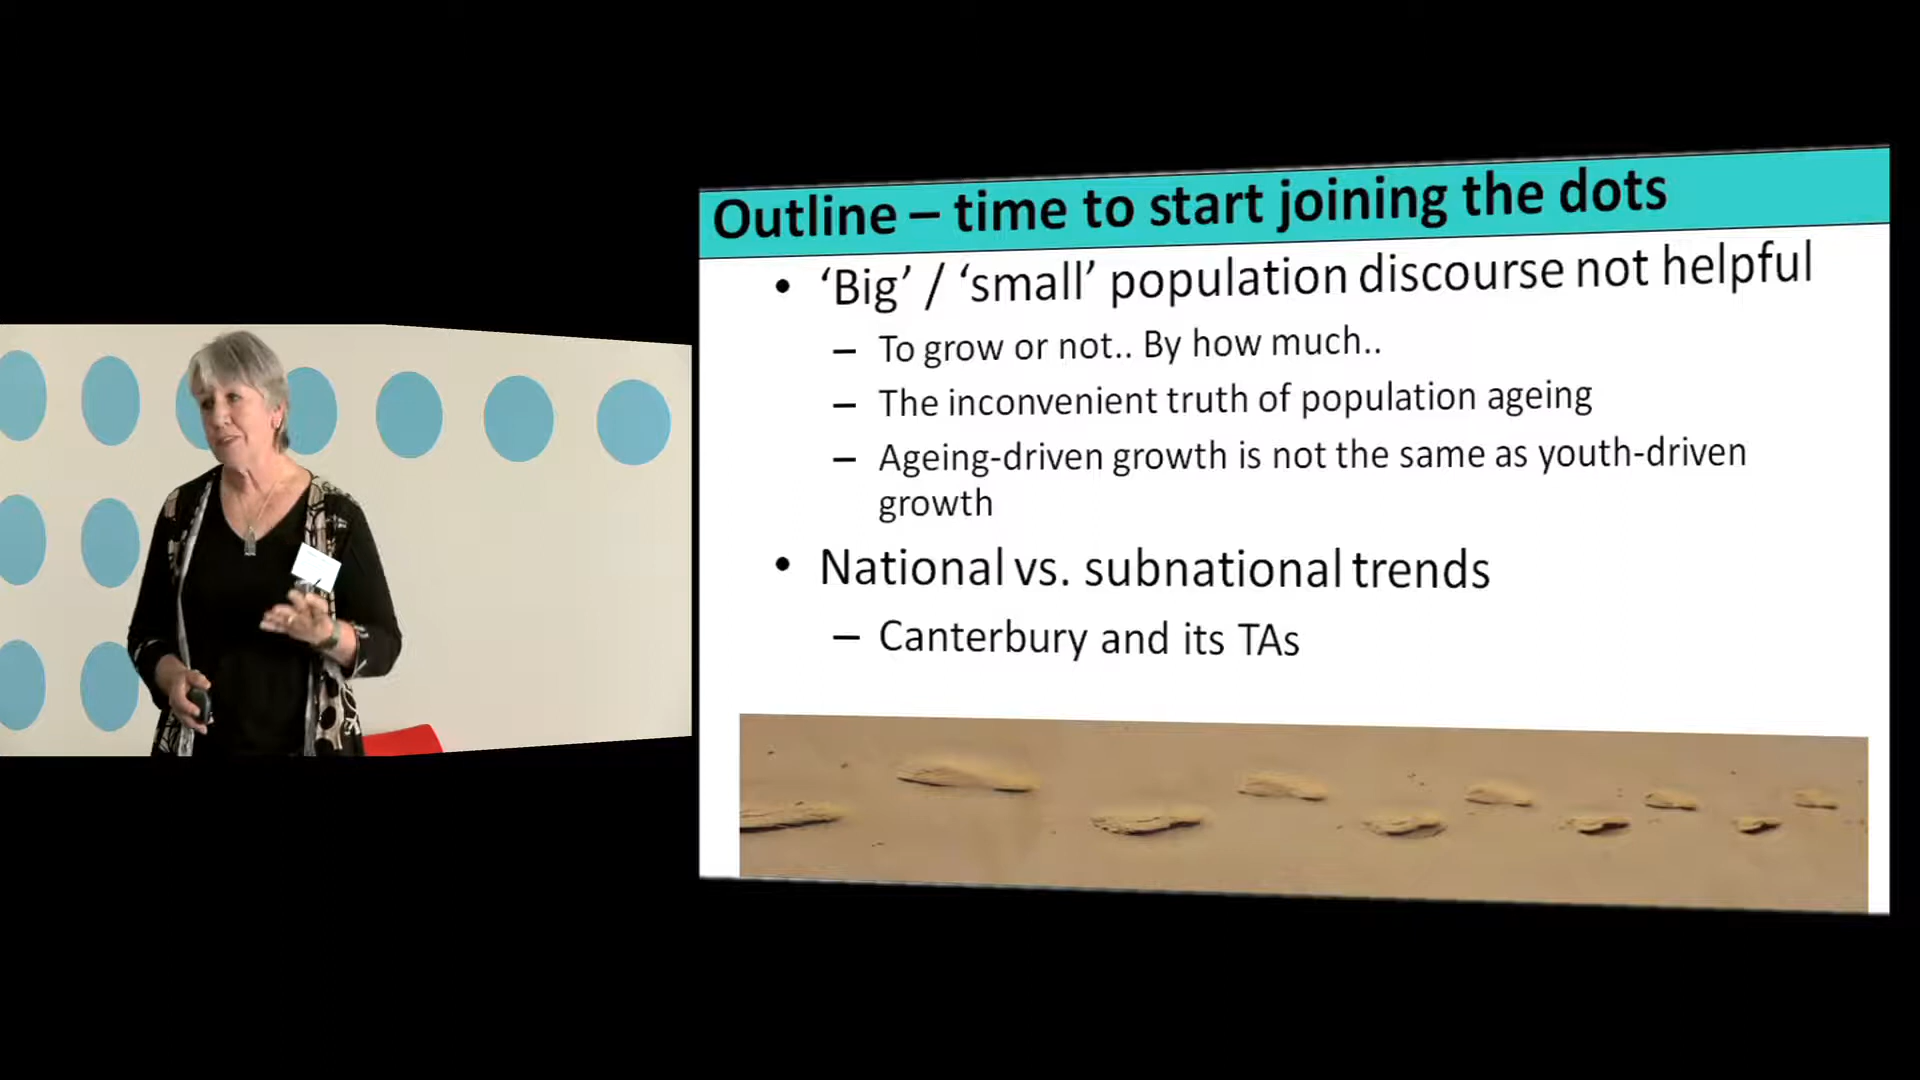 Outline – time to start joining the dots
• ‘Big’ / ‘small’ population discourse not helpful
– To grow or not.. By how much..
– The inconvenient truth of population ageing
– Ageing-driven growth is not the same as youth-driven
growth
• National vs. subnational trends
– Canterbury and its TAs